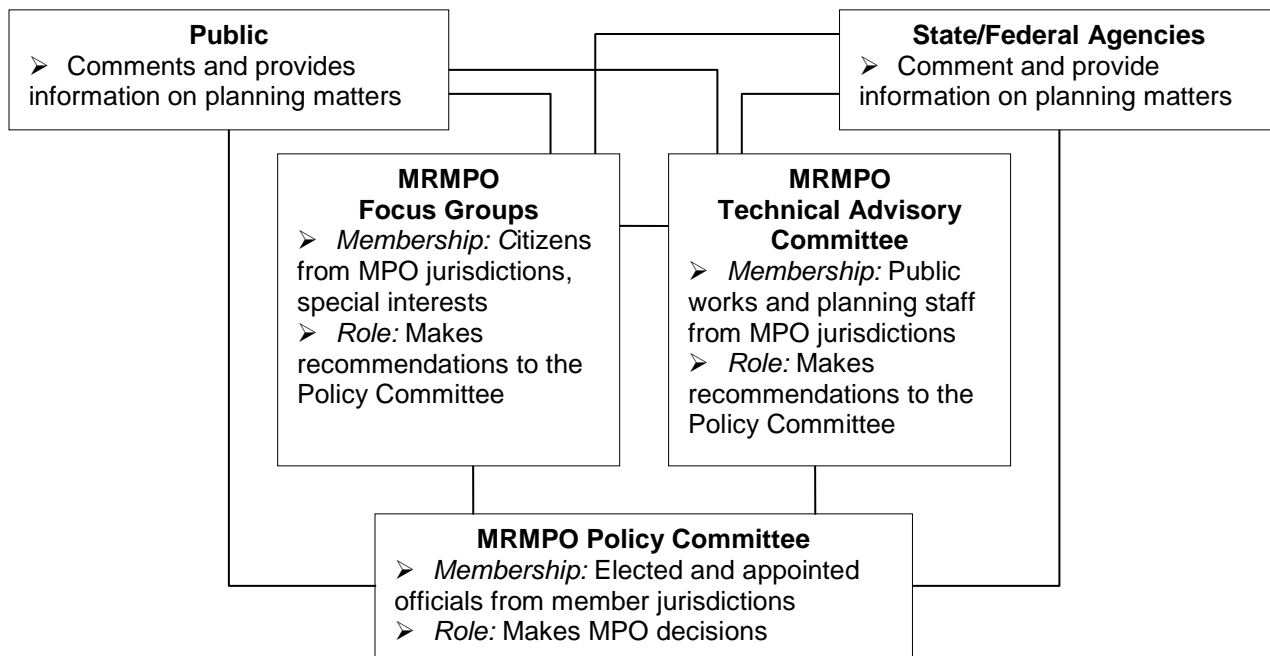 Public
➢ Comments and provides
information on planning matters
State/Federal Agencies
➢ Comment and provide
information on planning matters
MRMPO
Focus Groups
➢ Membership: Citizens
from MPO jurisdictions,
special interests
➢ Role: Makes
recommendations to the
Policy Committee
MRMPO
Technical Advisory
Committee
➢ Membership: Public
works and planning staff
from MPO jurisdictions
➢ Role: Makes
recommendations to the
Policy Committee
MRMPO Policy Committee
➢ Membership: Elected and appointed
officials from member jurisdictions
➢ Role: Makes MPO decisions